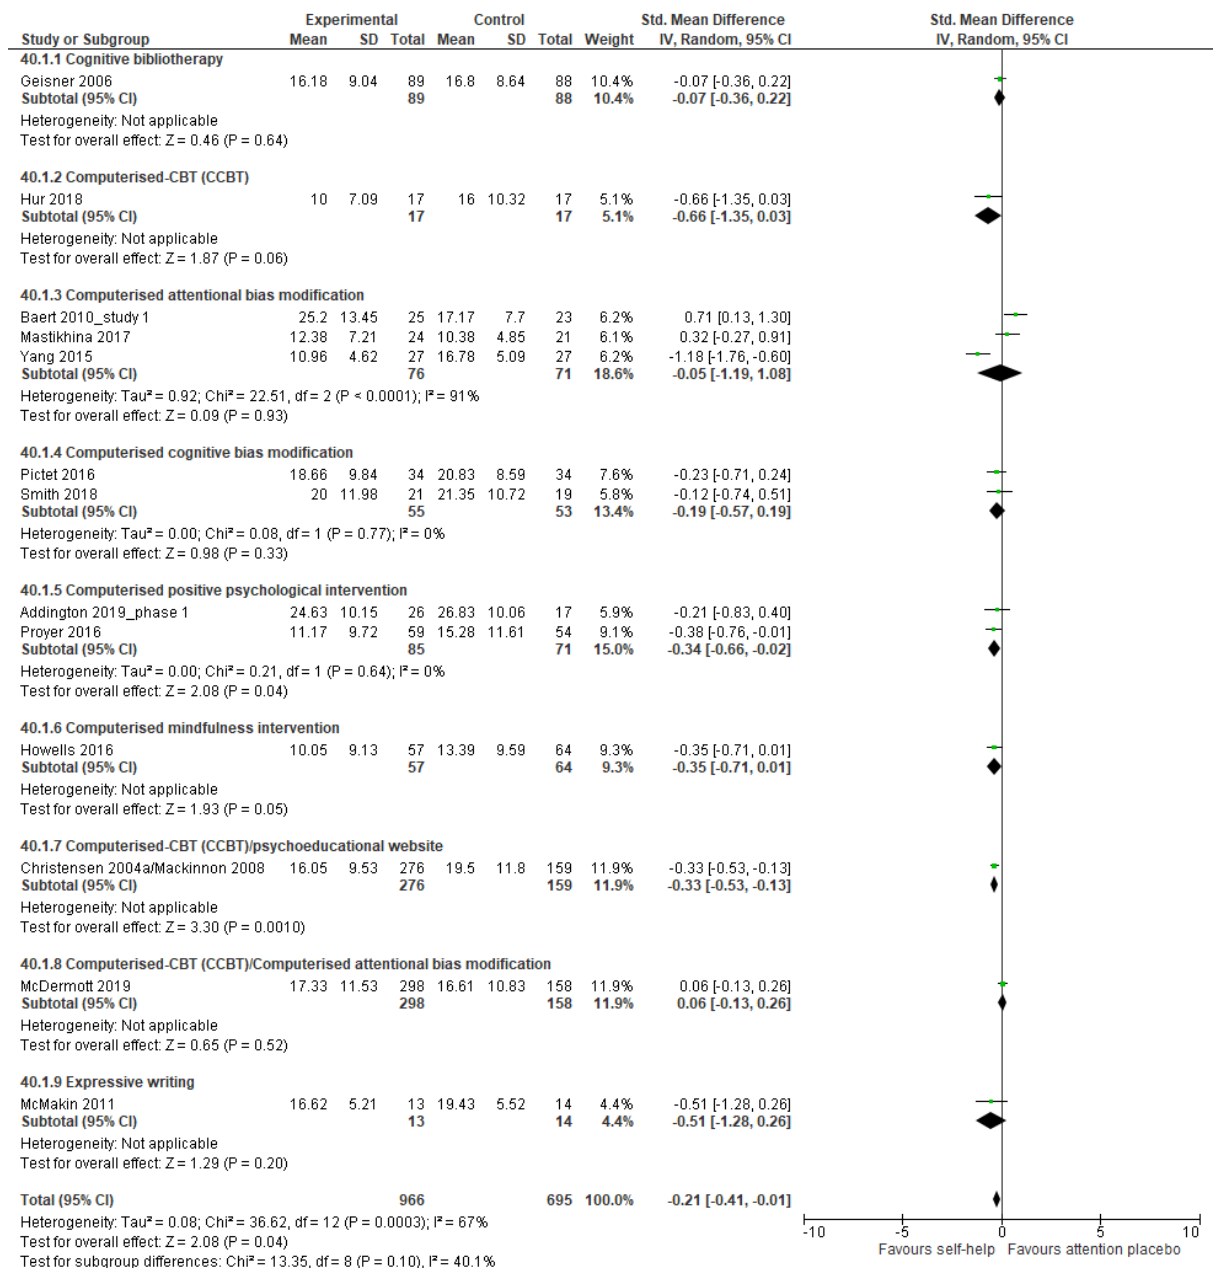 Experimental Control Std. Mean Difference Std. Mean Difference
Study or Subgroup Mean SD Total Mean SD Total Weight IV, Random, 95% CI IV, Random, 95% CI
40.1.1 Cognitive bibliotherapy
Geisner 2006 16.18 9.04 89 16.8 8.64 88 10.4% -0.07 [-0.36, 0.22]
Subtotal (95% CI) 89 88 10.4% -0.07 [-0.36, 0.22]
Heterogeneity: Not applicable
Test for overall effect: Z = 0.46 (P = 0.64)
40.1.2 Computerised-CBT (CCBT)
Hur 2018 10 7.09 17 16 10.32 17 5.1% -0.66 [-1.35, 0.03]
Subtotal (95% CI) 17 17 5.1% -0.66 [-1.35, 0.03]
Heterogeneity: Not applicable
Test for overall effect: Z = 1.87 (P = 0.06)
40.1.3 Computerised attentional bias modification
Baert 2010_study 1 25.2 13.45 25 17.17 7.7 23 6.2% 0.71 [0.13, 1.30]
Mastikhina 2017 12.38 7.21 24 10.38 4.85 21 6.1% 0.32 [-0.27, 0.91]
Yang 2015 10.96 4.62 27 16.78 5.09 27 6.2% -1.18 [-1.76, -0.60]
Subtotal (95% CI) 76 71 18.6% -0.05 [-1.19, 1.08]
Heterogeneity: Tau² = 0.92; Chi² = 22.51, df = 2 (P < 0.0001); I² = 91%
Test for overall effect: Z = 0.09 (P = 0.93)
40.1.4 Computerised cognitive bias modification
Pictet 2016 18.66 9.84 34 20.83 8.59 34 7.6% -0.23 [-0.71, 0.24]
Smith 2018 20 11.98 21 21.35 10.72 19 5.8% -0.12 [-0.74, 0.51]
Subtotal (95% CI) 55 53 13.4% -0.19 [-0.57, 0.19]
Heterogeneity: Tau² = 0.00; Chi² = 0.08, df = 1 (P = 0.77); I² = 0%
Test for overall effect: Z = 0.98 (P = 0.33)
40.1.5 Computerised positive psychological intervention
Addington 2019_phase 1 24.63 10.15 26 26.83 10.06 17 5.9% -0.21 [-0.83, 0.40]
Proyer 2016 11.17 9.72 59 15.28 11.61 54 9.1% -0.38 [-0.76, -0.01]
Subtotal (95% CI) 85 71 15.0% -0.34 [-0.66, -0.02]
Heterogeneity: Tau² = 0.00; Chi² = 0.21, df = 1 (P = 0.64); I² = 0%
Test for overall effect: Z = 2.08 (P = 0.04)
40.1.6 Computerised mindfulness intervention
Howells 2016 10.05 9.13 57 13.39 9.59 64 9.3% -0.35 [-0.71, 0.01]
Subtotal (95% CI) 57 64 9.3% -0.35 [-0.71, 0.01]
Heterogeneity: Not applicable
Test for overall effect: Z = 1.93 (P = 0.05)
40.1.7 Computerised-CBT (CCBT)/psychoeducational website
Christensen 2004a/Mackinnon 2008 16.05 9.53 276 19.5 11.8 159 11.9% -0.33 [-0.53, -0.13]
Subtotal (95% CI) 276 159 11.9% -0.33 [-0.53, -0.13]
Heterogeneity: Not applicable
Test for overall effect: Z = 3.30 (P = 0.0010)
40.1.8 Computerised-CBT (CCBT)/Computerised attentional bias modification
McDermott 2019 17.33 11.53 298 16.61 10.83 158 11.9% 0.06 [-0.13, 0.26]
Subtotal (95% CI) 298 158 11.9% 0.06 [-0.13, 0.26]
Heterogeneity: Not applicable
Test for overall effect: Z = 0.65 (P = 0.52)
40.1.9 Expressive writing
McMakin 2011 16.62 5.21 13 19.43 5.52 14 4.4% -0.51 [-1.28, 0.26]
Subtotal (95% CI) 13 14 4.4% -0.51 [-1.28, 0.26]
Heterogeneity: Not applicable
Test for overall effect: Z = 1.29 (P = 0.20)
Total (95% CI) 966 695 100.0% -0.21 [-0.41, -0.01]
Heterogeneity: Tau² = 0.08; Chi² = 36.62, df = 12 (P = 0.0003); I² = 67%
Test for overall effect: Z = 2.08 (P = 0.04)
Test for subgroup differences: Chi² = 13.35, df = 8 (P = 0.10), I² = 40.1%
-10 -5 0 5 10
Favours self-help Favours attention placebo